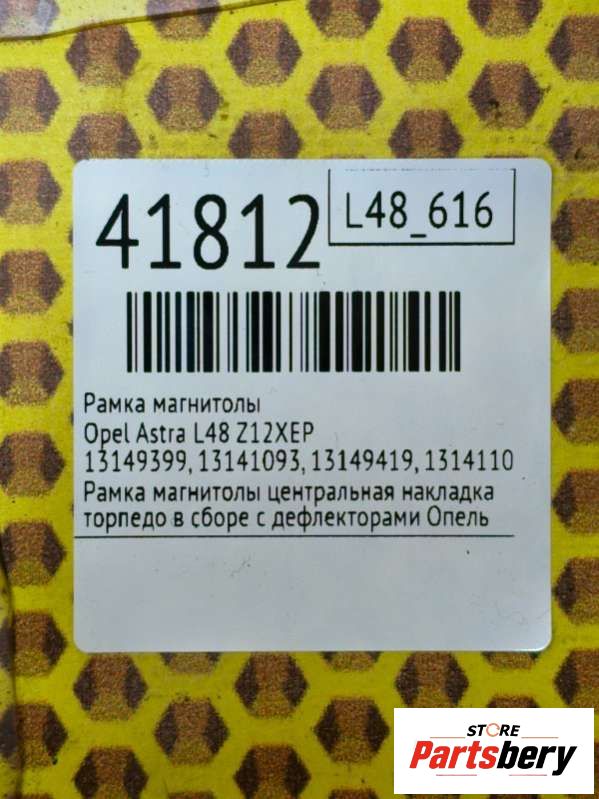 41812
L48_616
Рамка магнитолы
Opel Astra L48 Z12XEP
13149399, 13141093, 13149419, 1314110
Рамка магнитолы центральная накладка
торпедо в сборе с дефлекторами Опель
STORE
Partsbery